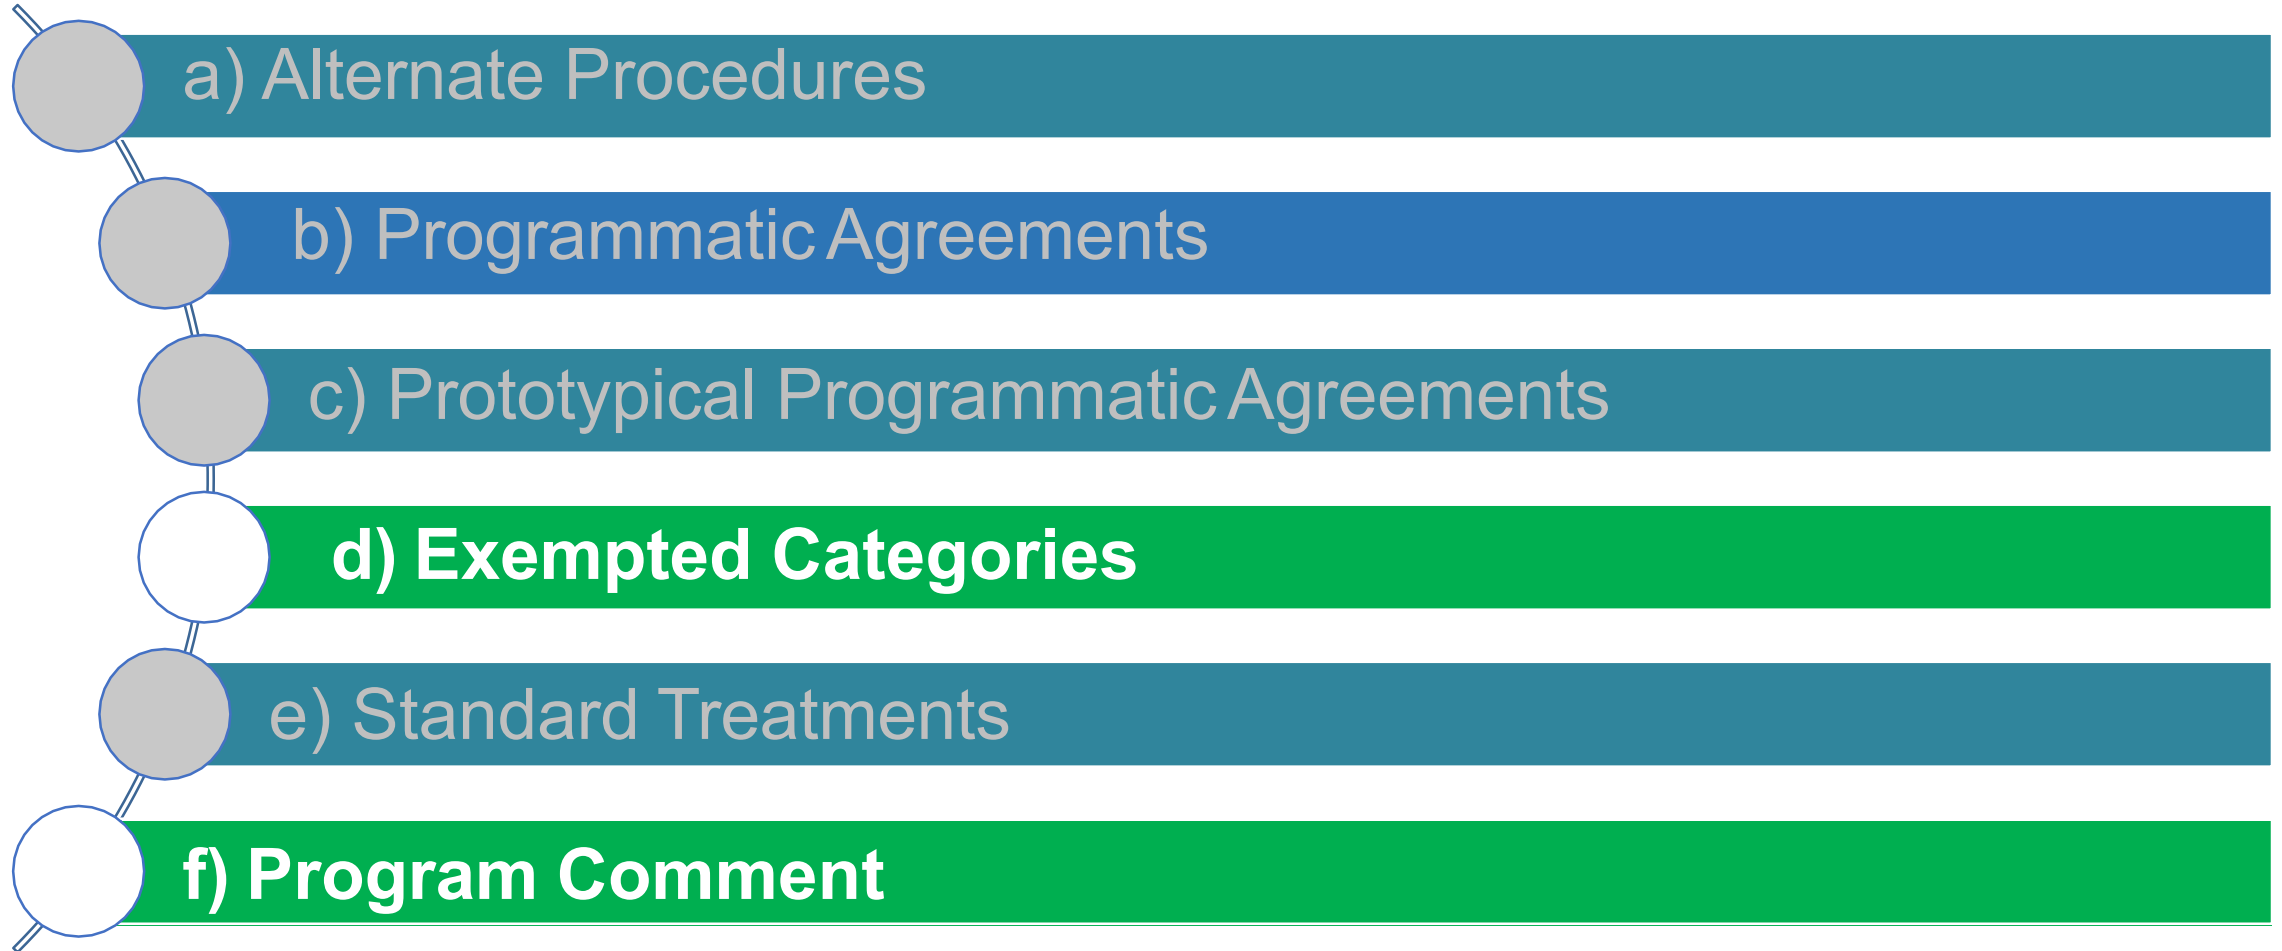 a) Alternate Procedures
b) Programmatic Agreements
c) Prototypical Programmatic Agreements
d) Exempted Categories
e) Standard Treatments
f) Program Comment